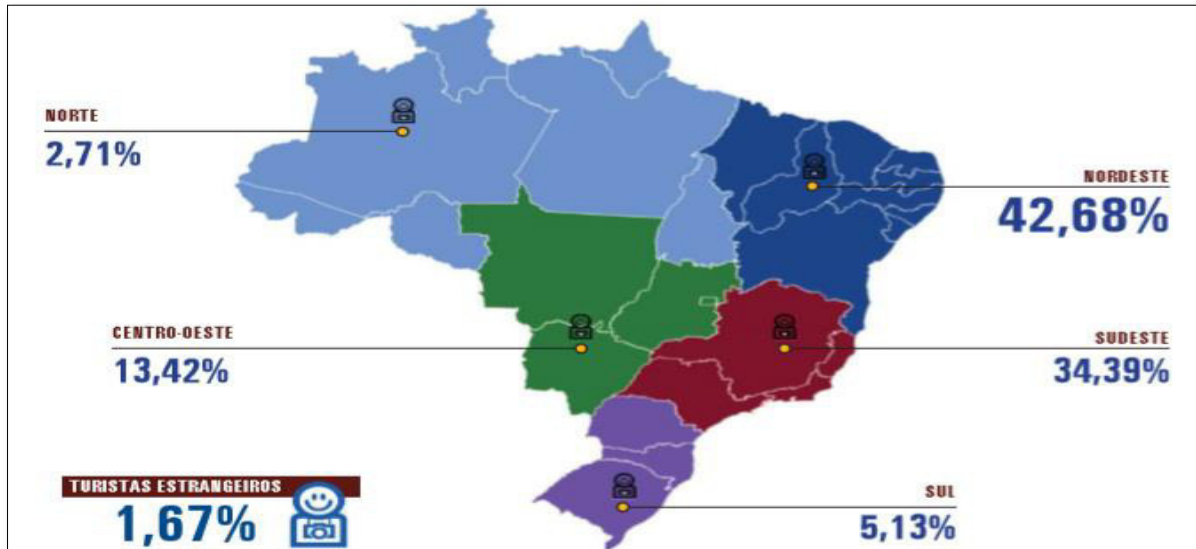 NORTE
2,71%
NORDESTE
42,68%
CENTRO-OESTE
13,42%
SUDESTE
34,39%
TURISTAS ESTRANGEIROS
1,67%
SUL
5,13%